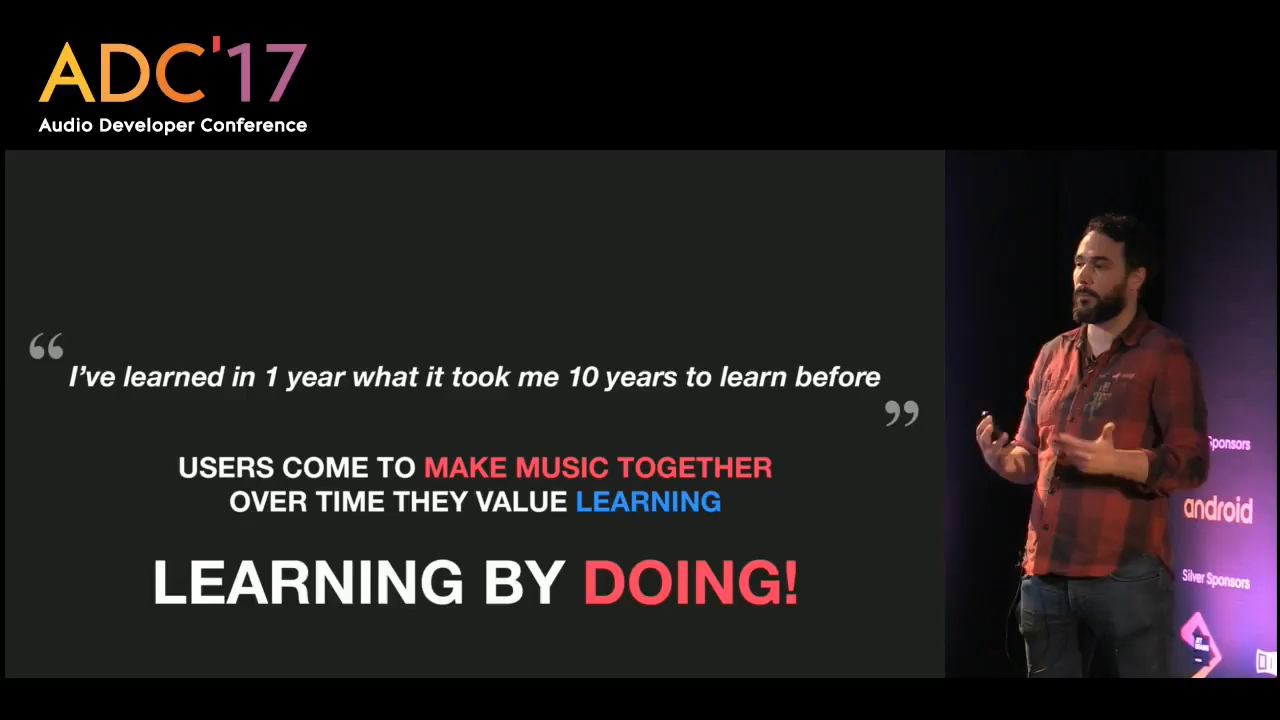 ADC'17
Audio Developer Conference
“
I’ve learned in 1 year what it took me 10 years to learn before
”
USERS COME TO MAKE MUSIC TOGETHER
OVER TIME THEY VALUE LEARNING
LEARNING BY DOING!
Sponsors
android
Silver Sponsors